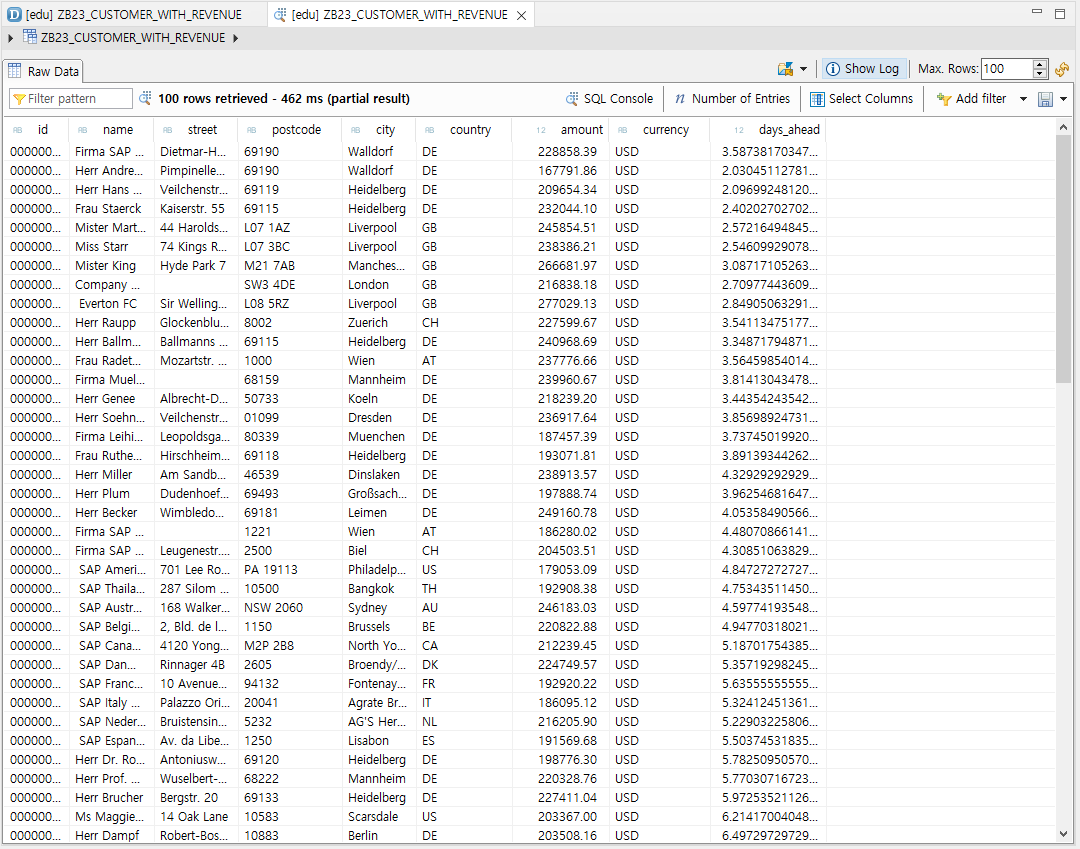 [edu] ZB23_CUSTOMER_WITH_REVENUE [edu] ZB23_CUSTOMER_WITH_REVENUE
ZB23_CUSTOMER_WITH_REVENUE
Raw Data Show Log Max. Rows: 100
Filter pattern 100 rows retrieved - 462 ms (partial result) SQL Console n Number of Entries Select Columns Add filter
AB id AB name AB street AB postcode AB city AB country 12 amount AB currency 12 days_ahead
000000... Firma SAP ... Dietmar-H... 69190 Walldorf DE 228858.39 USD 3.58738170347...
000000... Herr Andre... Pimpinelle... 69190 Walldorf DE 167791.86 USD 2.03045112781...
000000... Herr Hans ... Veilchenstr... 69119 Heidelberg DE 209654.34 USD 2.09699248120...
000000... Frau Staerck Kaiserstr. 55 69115 Heidelberg DE 232044.10 USD 2.40202702702...
000000... Mister Mart... 44 Harolds... L07 1AZ Liverpool GB 245854.51 USD 2.57216494845...
000000... Miss Starr 74 Kings R... L07 3BC Liverpool GB 238386.21 USD 2.54609929078...
000000... Mister King Hyde Park 7 M21 7AB Manches... GB 266681.97 USD 3.08717105263...
000000... Company ... SW3 4DE London GB 216838.18 USD 2.70977443609...
000000... Everton FC Sir Welling... L08 5RZ Liverpool GB 277029.13 USD 2.84905063291...
000000... Herr Raupp Glockenblu... 8002 Zuerich CH 227599.67 USD 3.54113475177...
000000... Herr Ballm... Ballmanns ... 69115 Heidelberg DE 240968.69 USD 3.34871794871...
000000... Frau Radet... Mozartstr. ... 1000 Wien AT 237776.66 USD 3.56459854014...
000000... Firma Muel... 68159 Mannheim DE 239960.67 USD 3.81413043478...
000000... Herr Genee Albrecht-D... 50733 Koeln DE 218239.20 USD 3.44354243542...
000000... Herr Soehn... Veilchenstr... 01099 Dresden DE 236917.64 USD 3.85698924731...
000000... Firma Leihi... Leopoldsga... 80339 Muenchen DE 187457.39 USD 3.73745019920...
000000... Frau Ruthe... Hirschheim... 69118 Heidelberg DE 193071.81 USD 3.89139344262...
000000... Herr Miller Am Sandb... 46539 Dinslaken DE 238913.57 USD 4.32929292929...
000000... Herr Plum Dudenhoef... 69493 Großsach... DE 197888.74 USD 3.96254681647...
000000... Herr Becker Wimbledo... 69181 Leimen DE 249160.78 USD 4.05358490566...
000000... Firma SAP ... 1221 Wien AT 186280.02 USD 4.48070866141...
000000... Firma SAP ... Leugenestr.... 2500 Biel CH 204503.51 USD 4.30851063829...
000000... SAP Ameri... 701 Lee Ro... PA 19113 Philadelp... US 179053.09 USD 4.84727272727...
000000... SAP Thaila... 287 Silom ... 10500 Bangkok TH 192908.38 USD 4.75343511450...
000000... SAP Austr... 168 Walker... NSW 2060 Sydney AU 246183.03 USD 4.59774193548...
000000... SAP Belgi... 2, Bld. de l... 1150 Brussels BE 220822.88 USD 4.94770318021...
000000... SAP Cana... 4120 Yong... M2P 2B8 North Yo... CA 212239.45 USD 5.18701754385...
000000... SAP Dan... Rinnager 4B 2605 Broendy/... DK 224749.57 USD 5.35719298245...
000000... SAP Franc... 10 Avenue... 94132 Fontenay... FR 192920.22 USD 5.63555555555...
000000... SAP Italy ... Palazzo Ori... 20041 Agrate Br... IT 186095.12 USD 5.32412451361...
000000... SAP Neder... Bruistensin... 5232 AG'S Her... NL 216205.90 USD 5.22903225806...
000000... SAP Espan... Av. da Libe... 1250 Lisabon ES 191569.68 USD 5.50374531835...
000000... Herr Dr. Ro... Antoniusw... 69120 Heidelberg DE 198776.30 USD 5.78250950570...
000000... Herr Prof. ... Wuselbert-... 68222 Mannheim DE 220328.76 USD 5.77030716723...
000000... Herr Brucher Bergstr. 20 69133 Heidelberg DE 227411.04 USD 5.97253521126...
000000... Ms Maggie... 14 Oak Lane 10583 Scarsdale US 203367.00 USD 6.21417004048...
000000... Herr Dampf Robert-Bos... 10883 Berlin DE 203508.16 USD 6.49729729729...